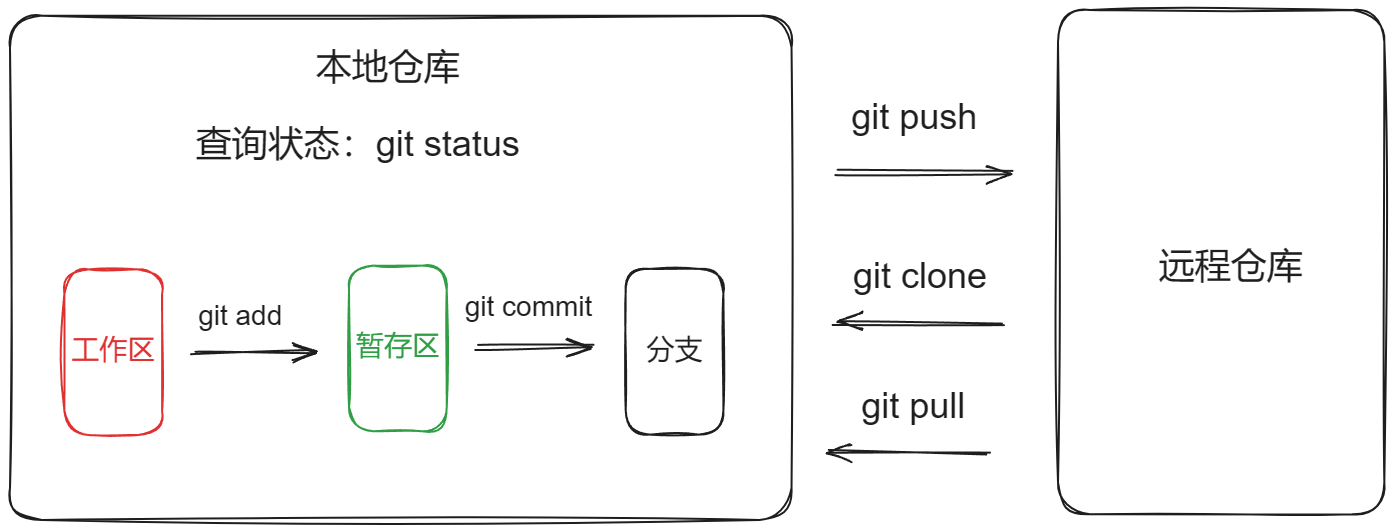 本地仓库
查询状态：git status
工作区
git add
暂存区
git commit
分支
git push
git clone
git pull
远程仓库